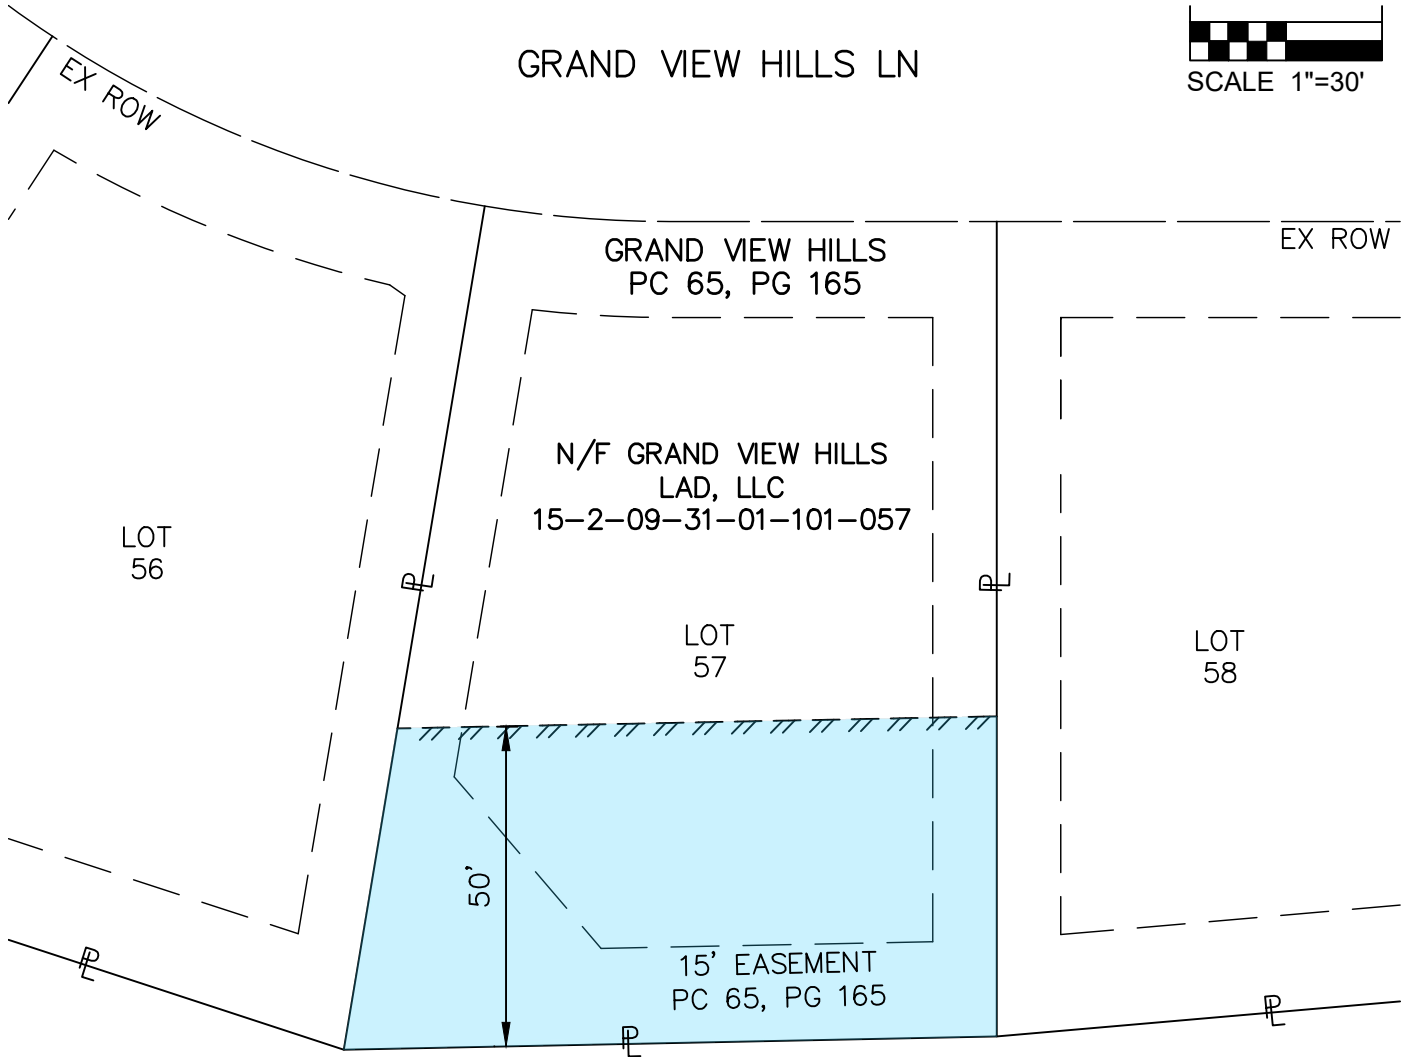 GRAND VIEW HILLS LN
SCALE 1"=30'
EX ROW
EX ROW
GRAND VIEW HILLS
PC 65, PG 165
N/F GRAND VIEW HILLS
LAD, LLC
15-2-09-31-01-101-057
LOT
56
PL
PL
LOT
57
LOT
58
50'
15' EASEMENT
PC 65, PG 165
PL
PL
PL